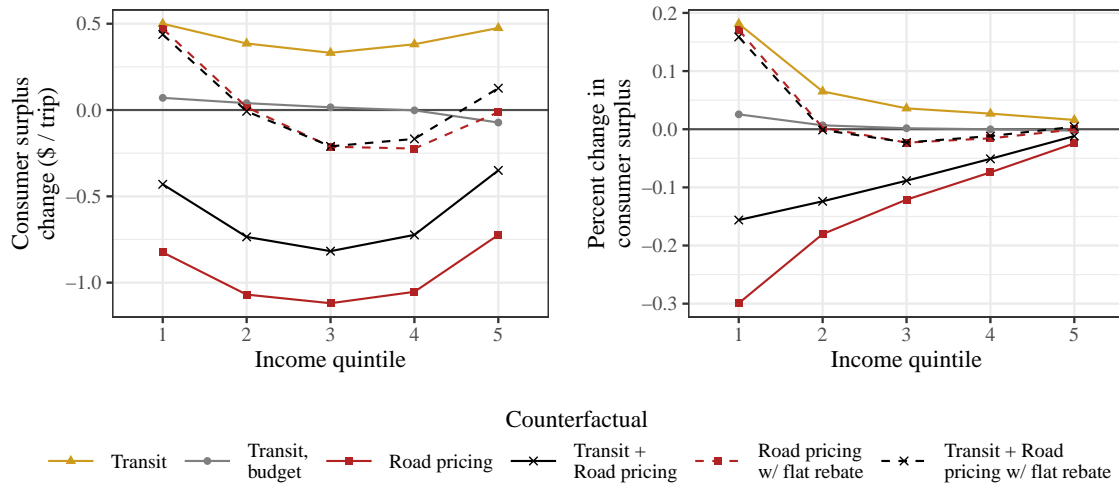 Consumer surplus
change ($ / trip)
0.5
0.0
−0.5
−1.0
1 2 3 4 5
Income quintile
Percent change in
consumer surplus
0.2
0.1
0.0
−0.1
−0.2
−0.3
1 2 3 4 5
Income quintile
Counterfactual
Transit
Transit,
budget
Road pricing
Transit +
Road pricing
Road pricing
w/ flat rebate
Transit + Road
pricing w/ flat rebate